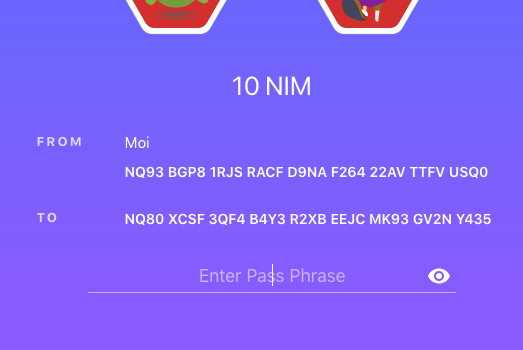 10 NIM
FROM
Moi
NQ93 BGP8 1RJS RACF D9NA F264 22AV TTFV USQ0
TO
NQ80 XCSF 3QF4 B4Y3 R2XB EEJC MK93 GV2N Y435
Enter Pass Phrase